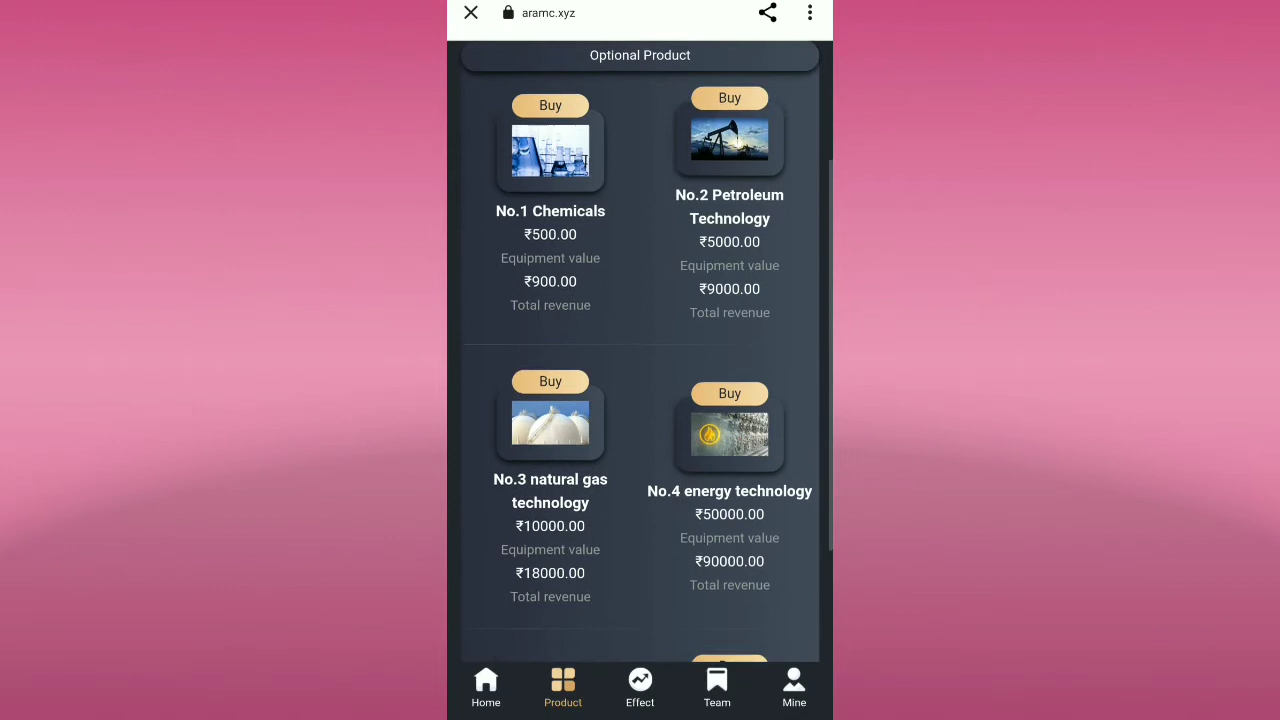 aramc.xyz
Optional Product
Buy
No.1 Chemicals
₹500.00
Equipment value
₹900.00
Total revenue
Buy
No.2 Petroleum
Technology
₹5000.00
Equipment value
₹9000.00
Total revenue
Buy
No.3 natural gas
technology
₹10000.00
Equipment value
₹18000.00
Total revenue
Buy
No.4 energy technology
₹50000.00
Equipment value
₹90000.00
Total revenue
Home
Product
Effect
Team
Mine